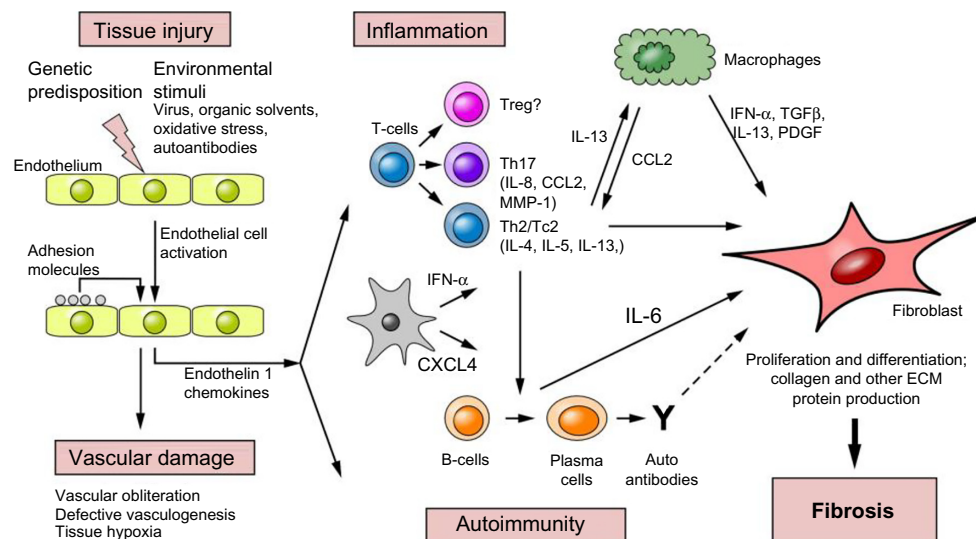 Tissue injury
Genetic
predisposition
Environmental
stimuli
Virus, organic solvents,
oxidative stress,
autoantibodies
Endothelium
Endothelial cell
activation
Adhesion
molecules
Endothelin 1
chemokines
Vascular damage
Vascular obliteration
Defective vasculogenesis
Tissue hypoxia
Inflammation
T-cells
Treg?
Th17
(IL-8, CCL2,
MMP-1)
Th2/Tc2
(IL-4, IL-5, IL-13,)
IL-13
CCL2
Macrophages
IFN-α, TGFβ,
IL-13, PDGF
IFN-α
CXCL4
IL-6
B-cells
Plasma
cells
Y
Auto
antibodies
Autoimmunity
Fibroblast
Proliferation and differentiation;
collagen and other ECM
protein production
Fibrosis